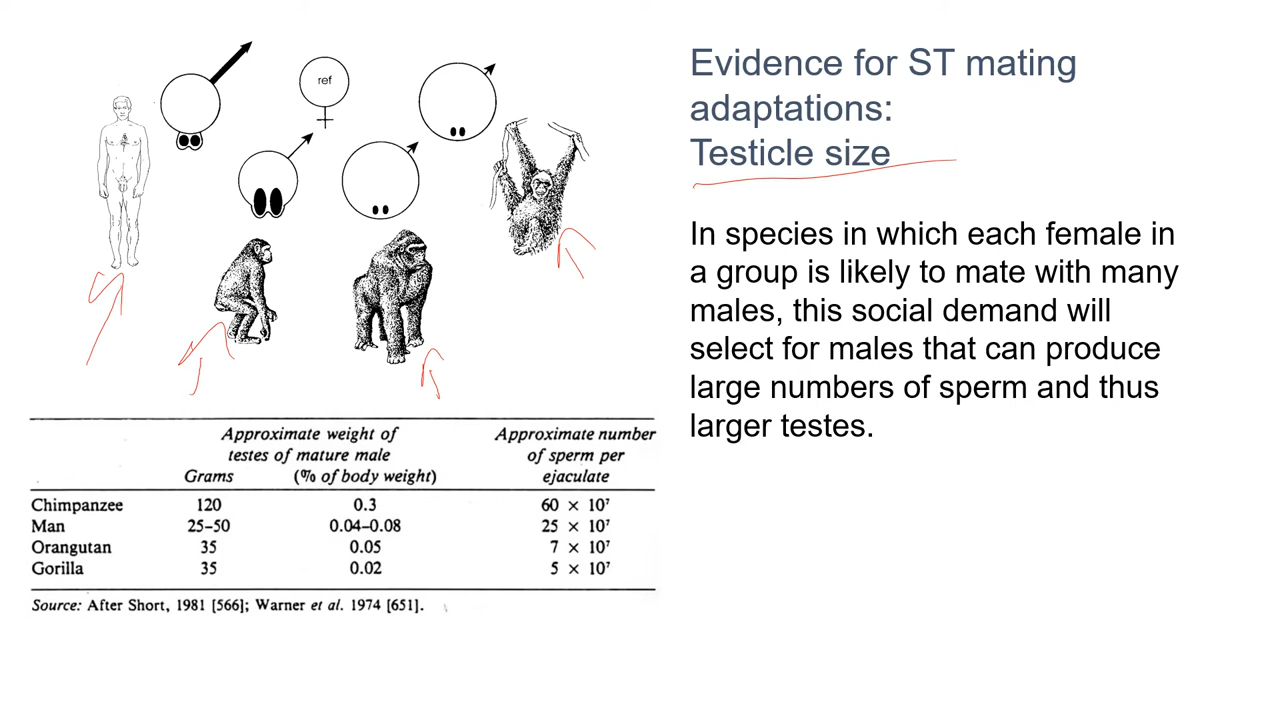 ref
Evidence for ST mating
adaptations:
Testicle size
In species in which each female in
a group is likely to mate with many
males, this social demand will
select for males that can produce
large numbers of sperm and thus
larger testes.
Approximate weight of Approximate number
testes of mature male of sperm per
Grams (% of body weight) ejaculate
Chimpanzee 120 0.3 60 × 10⁷
Man 25–50 0.04–0.08 25 × 10⁷
Orangutan 35 0.05 7 × 10⁷
Gorilla 35 0.02 5 × 10⁷
Source: After Short, 1981 [566]; Warner et al. 1974 [651].